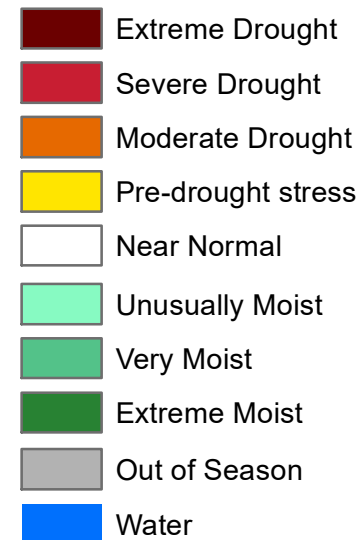 Extreme Drought
Severe Drought
Moderate Drought
Pre-drought stress
Near Normal
Unusually Moist
Very Moist
Extreme Moist
Out of Season
Water